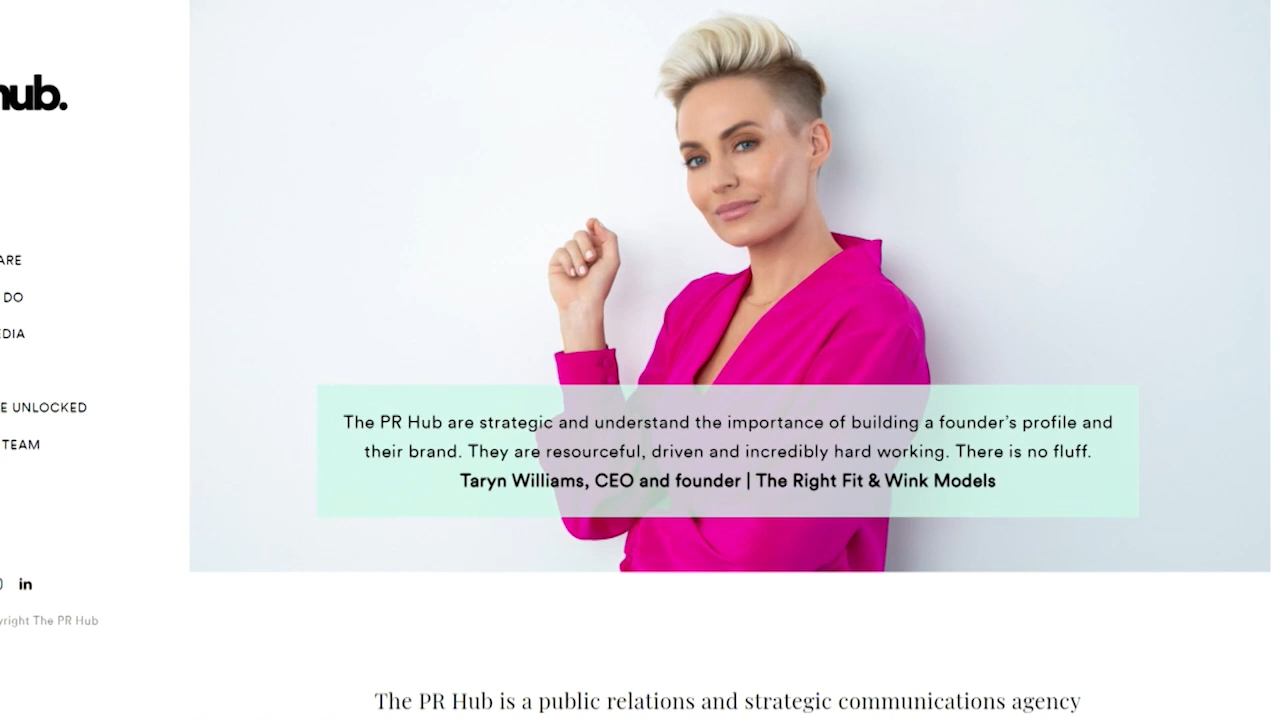 hub.
ARE
DO
EDIA
E UNLOCKED
TEAM
The PR Hub are strategic and understand the importance of building a founder’s profile and
their brand. They are resourceful, driven and incredibly hard working. There is no fluff.
Taryn Williams, CEO and founder | The Right Fit & Wink Models
in
yright The PR Hub
The PR Hub is a public relations and strategic communications agency